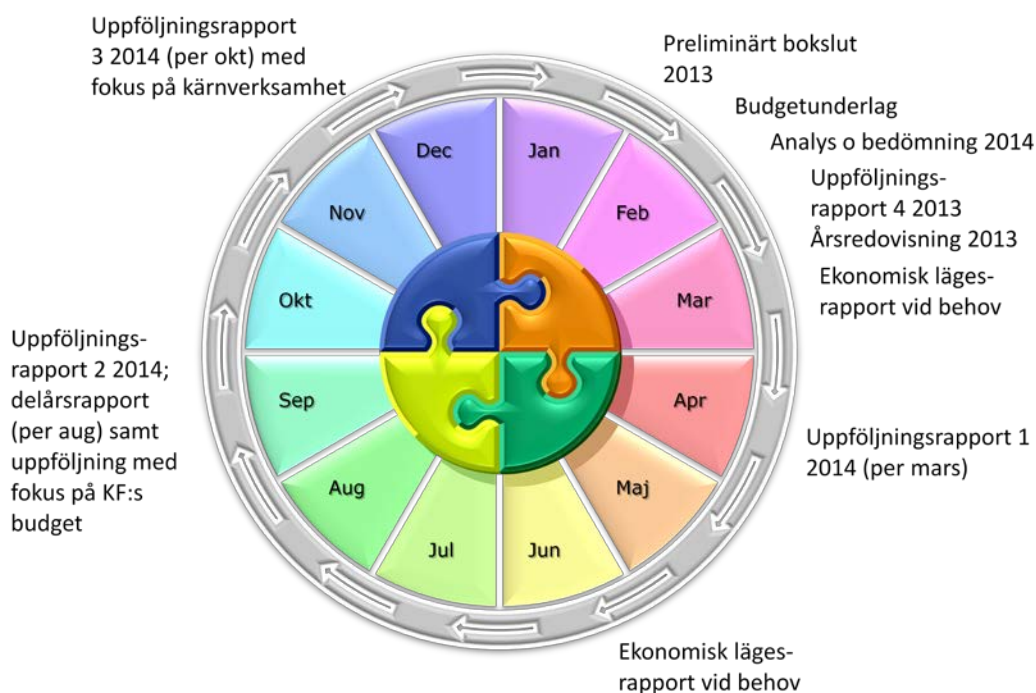 Uppföljningsrapport
3 2014 (per okt) med
fokus på kärnverksamhet
Preliminärt bokslut
2013
Budgetunderlag
Analys o bedömning 2014
Uppföljnings-
rapport 4 2013
Årsredovisning 2013
Ekonomisk läges-
rapport vid behov
Uppföljningsrapport 1
2014 (per mars)
Ekonomisk läges-
rapport vid behov
Uppföljnings-
rapport 2 2014;
delårsrapport
(per aug) samt
uppföljning med
fokus på KF:s
budget
Jan
Feb
Mar
Apr
Maj
Jun
Jul
Aug
Sep
Okt
Nov
Dec